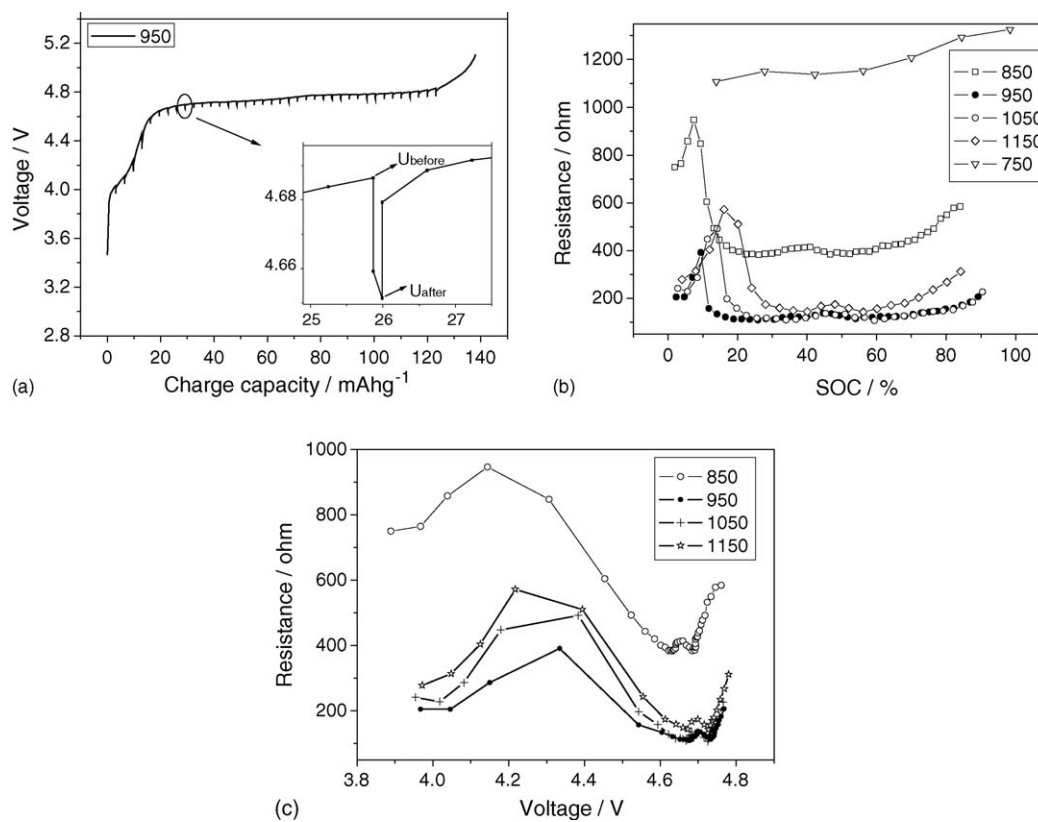 950
5.2
4.8
4.4
4.0
3.6
3.2
2.8
Voltage / V
Ubefore
4.68
4.66
Uafter
25 26 27
0 20 40 60 80 100 120 140
(a) Charge capacity / mAhg-1
1200
1000
800
600
400
200
Resistance / ohm
850
950
1050
1150
750
0 20 40 60 80 100
(b) SOC / %
1000
800
600
400
200
Resistance / ohm
850
950
1050
1150
3.8 4.0 4.2 4.4 4.6 4.8
(c) Voltage / V